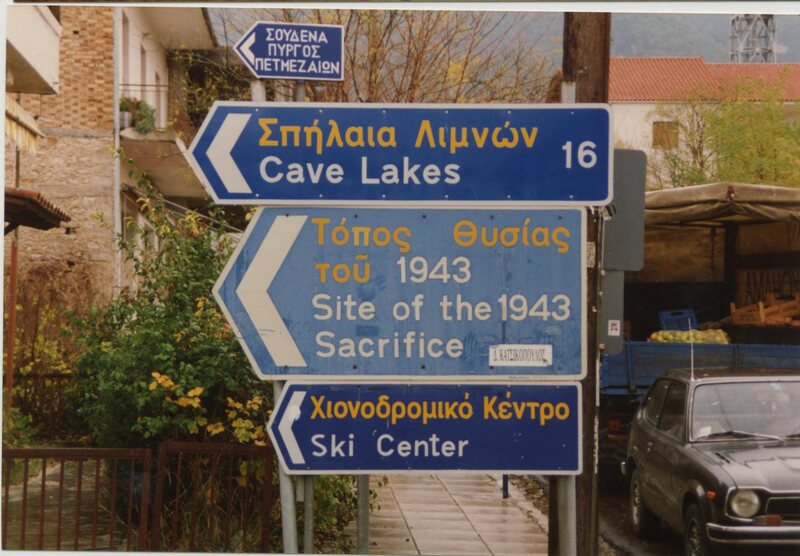 ΣΟΥΔΕΝΑ
ΠΥΡΓΟΣ
ΠΕΤΜΕΖΑΙΩΝ
Σπήλαια Λιμνών
Cave Lakes
16
Τόπος Θυσίας
τοῦ 1943
Site of the 1943
Sacrifice
Δ. ΚΑΤΣΙΚΟΠΟΥΛΟΣ
Χιονοδρομικό Κέντρο
Ski Center